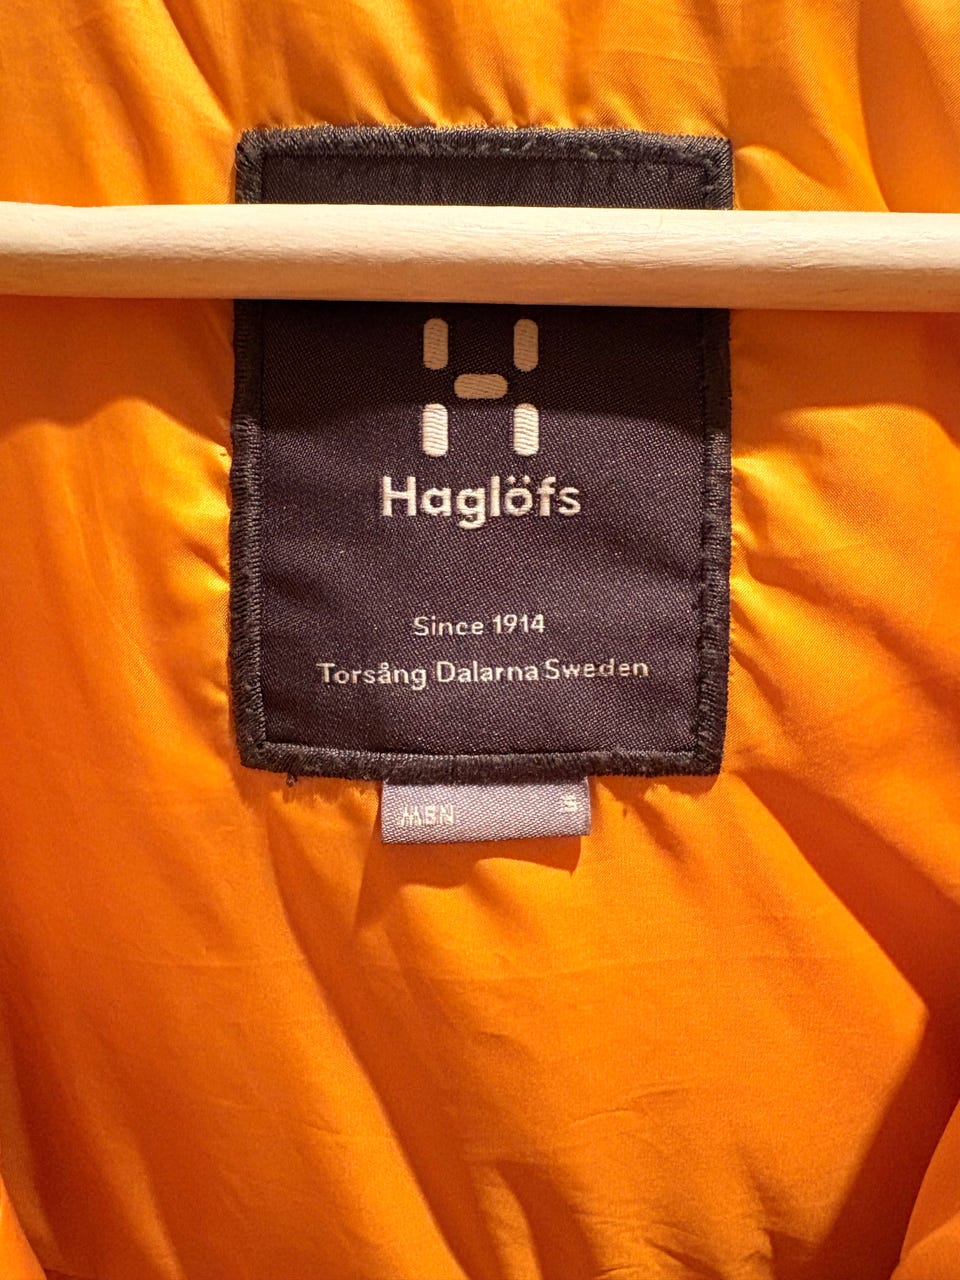 Haglöfs
Since 1914
Torsång Dalarna Sweden
MEN S